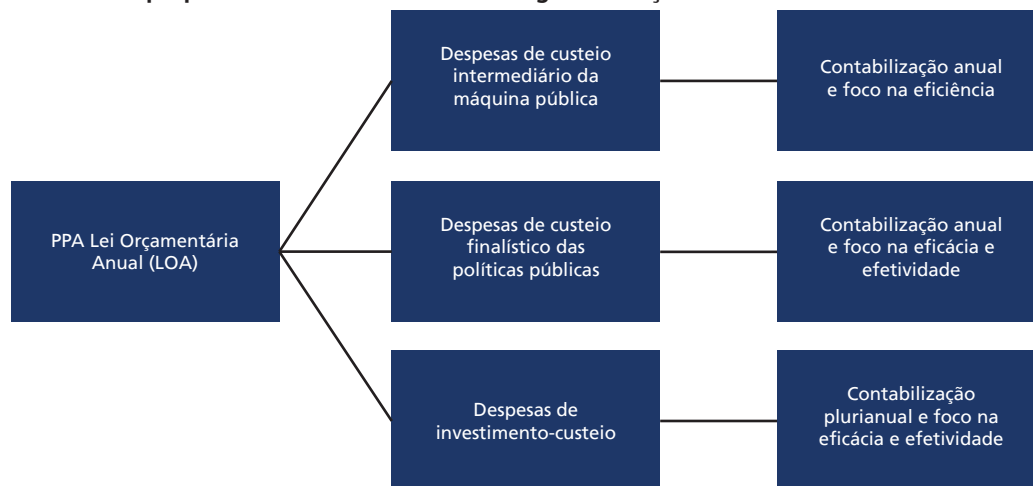 PPA Lei Orçamentária
Anual (LOA)
Despesas de custeio
intermediário da
máquina pública
Contabilização anual
e foco na eficiência
Despesas de custeio
finalístico das
políticas públicas
Contabilização anual
e foco na eficácia e
efetividade
Despesas de
investimento-custeio
Contabilização
plurianual e foco na
eficácia e efetividade